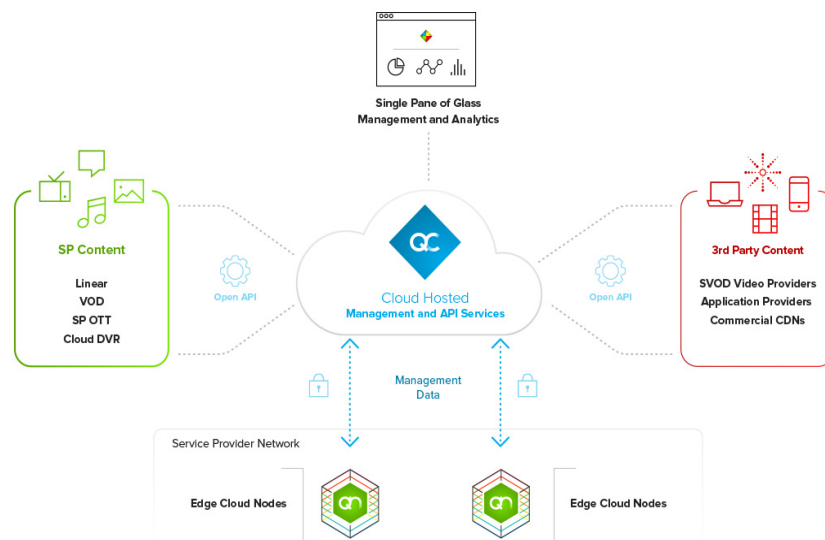 Single Pane of Glass
Management and Analytics
SP Content
Linear
VOD
SP OTT
Cloud DVR
Open API
QC
Cloud Hosted
Management and API Services
Open API
3rd Party Content
SVOD Video Providers
Application Providers
Commercial CDNs
Management
Data
Service Provider Network
Edge Cloud Nodes
Qn
Qn
Edge Cloud Nodes